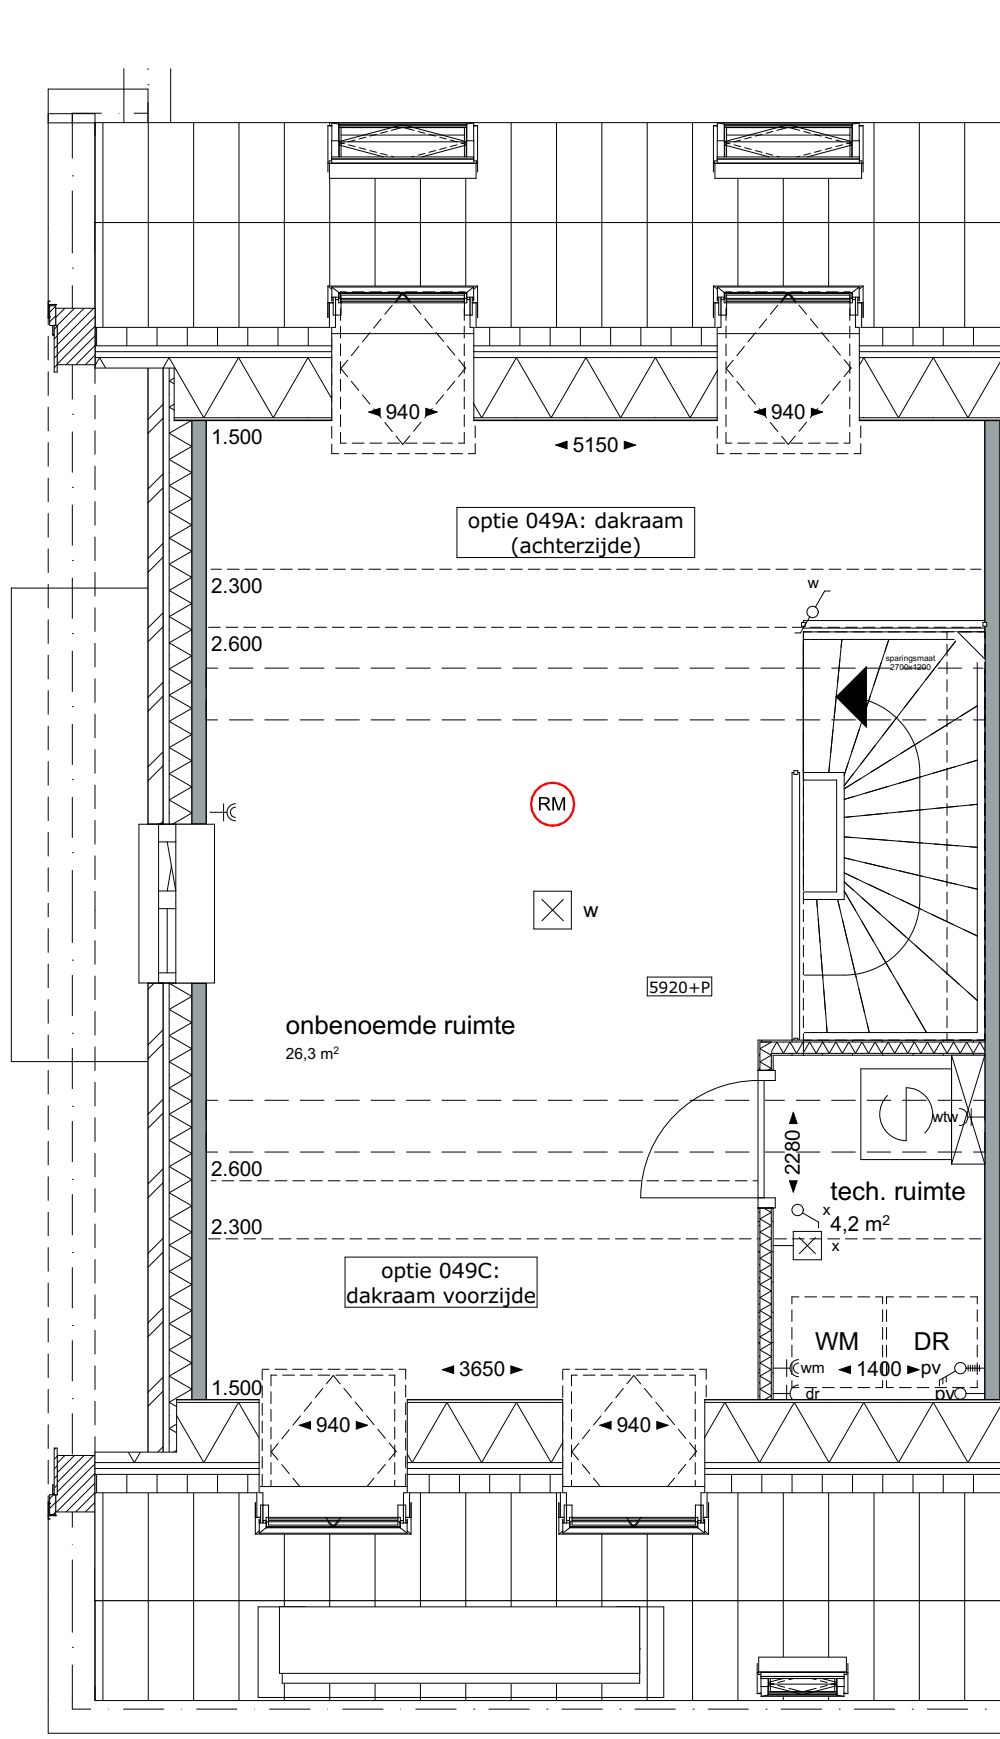 940
940
1.500
5150
optie 049A: dakraam
(achterzijde)
2.300
w
2.600
sparingsmaat
2700x1200
RM
w
5920+P
onbenoemde ruimte
26,3 m²
wtw
2280
2.600
tech. ruimte
x
4,2 m²
2.300
x
optie 049C:
dakraam voorzijde
WM DR
3650
wm
1400
pv
1.500
dr
pv
940
940